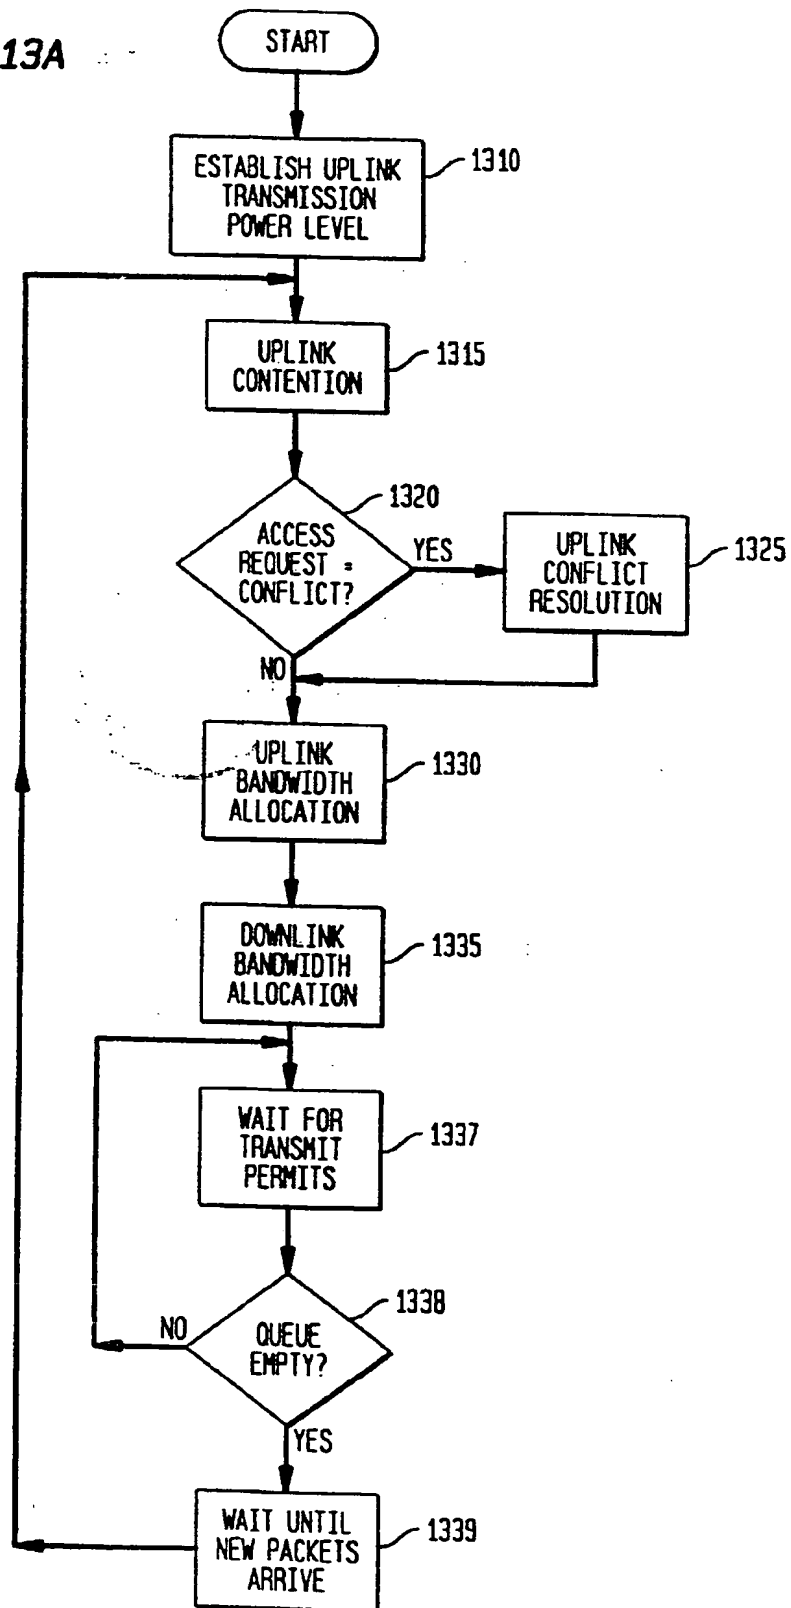 13A
START
ESTABLISH UPLINK
TRANSMISSION
POWER LEVEL
1310
UPLINK
CONTENTION
1315
ACCESS
REQUEST =
CONFLICT?
1320
YES
UPLINK
CONFLICT
RESOLUTION
1325
NO
UPLINK
BANDWIDTH
ALLOCATION
1330
DOWNLINK
BANDWIDTH
ALLOCATION
1335
WAIT FOR
TRANSMIT
PERMITS
1337
QUEUE
EMPTY?
1338
NO
YES
WAIT UNTIL
NEW PACKETS
ARRIVE
1339